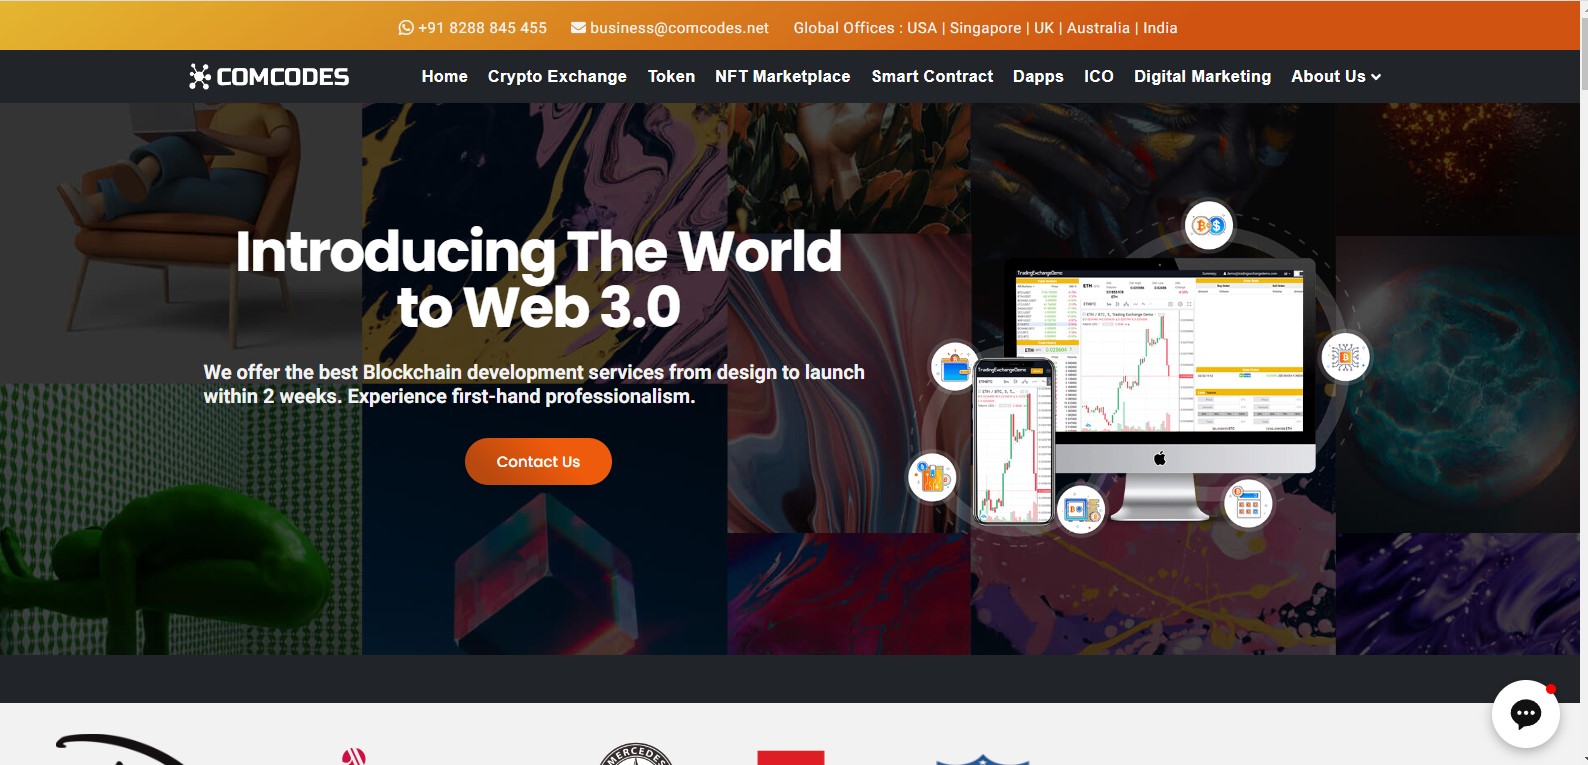 +91 8288 845 455 business@comcodes.net Global Offices : USA | Singapore | UK | Australia | India
COMCODES Home Crypto Exchange Token NFT Marketplace Smart Contract Dapps ICO Digital Marketing About Us
Introducing The World
to Web 3.0
We offer the best Blockchain development services from design to launch
within 2 weeks. Experience first-hand professionalism.
Contact Us
TradingExchangeDemo
TradingExchangeDemo
MERCEDES